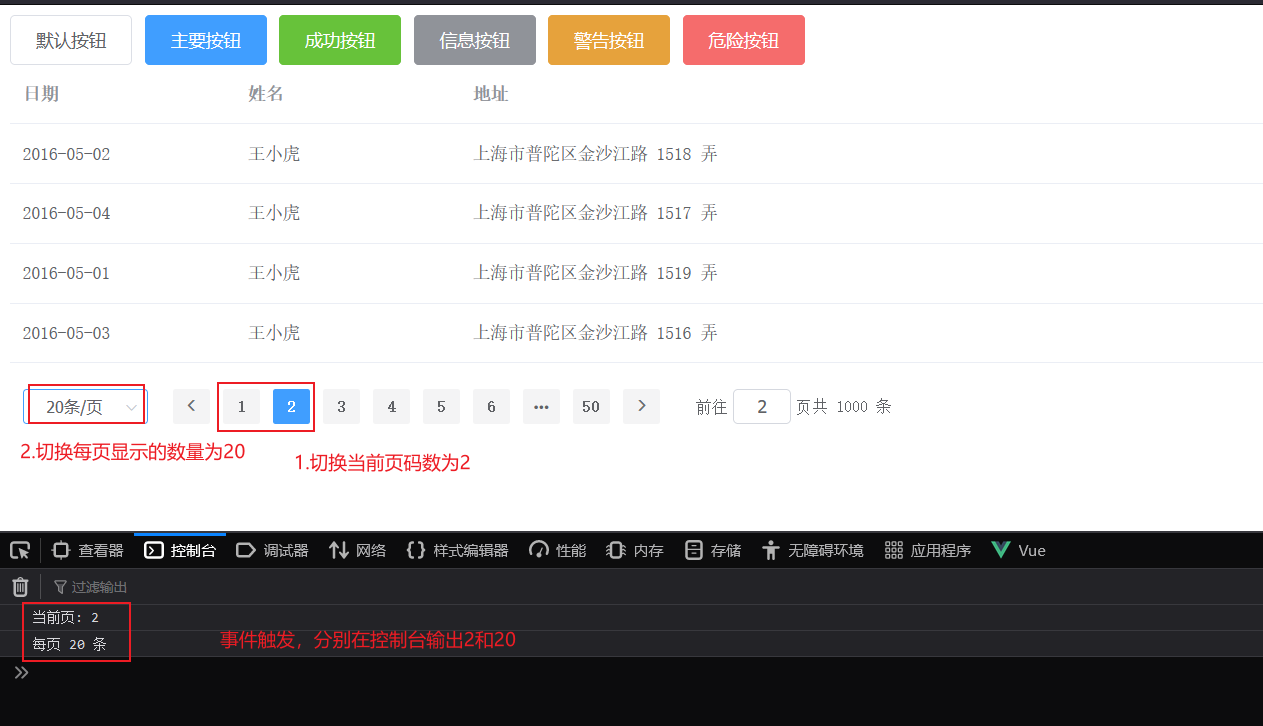 默认按钮 主要按钮 成功按钮 信息按钮 警告按钮 危险按钮
日期 姓名 地址
2016-05-02 王小虎 上海市普陀区金沙江路 1518 弄
2016-05-04 王小虎 上海市普陀区金沙江路 1517 弄
2016-05-01 王小虎 上海市普陀区金沙江路 1519 弄
2016-05-03 王小虎 上海市普陀区金沙江路 1516 弄
20条/页 1 2 3 4 5 6 ••• 50 前往 2 页共 1000 条
2.切换每页显示的数量为20
1.切换当前页码数为2
查看器 控制台 调试器 网络 样式编辑器 性能 内存 存储 无障碍环境 应用程序 Vue
过滤输出
当前页: 2
每页 20 条
事件触发，分别在控制台输出2和20